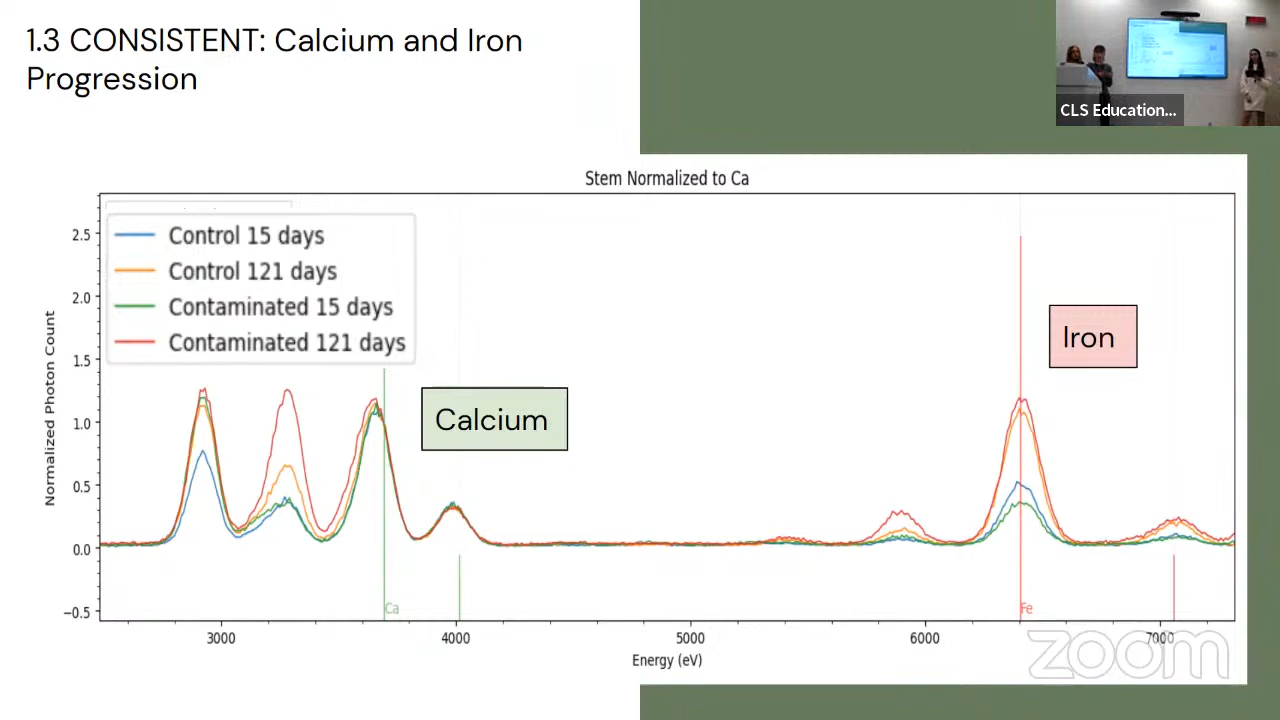 1.3 CONSISTENT: Calcium and Iron
Progression
CLS Education...
Stem Normalized to Ca
Control 15 days
Control 121 days
Contaminated 15 days
Contaminated 121 days
Calcium
Iron
Normalized Photon Count
2.5
2.0
1.5
1.0
0.5
0.0
−0.5
Ca
Fe
3000
4000
5000
6000
7000
Energy (eV)
zoom